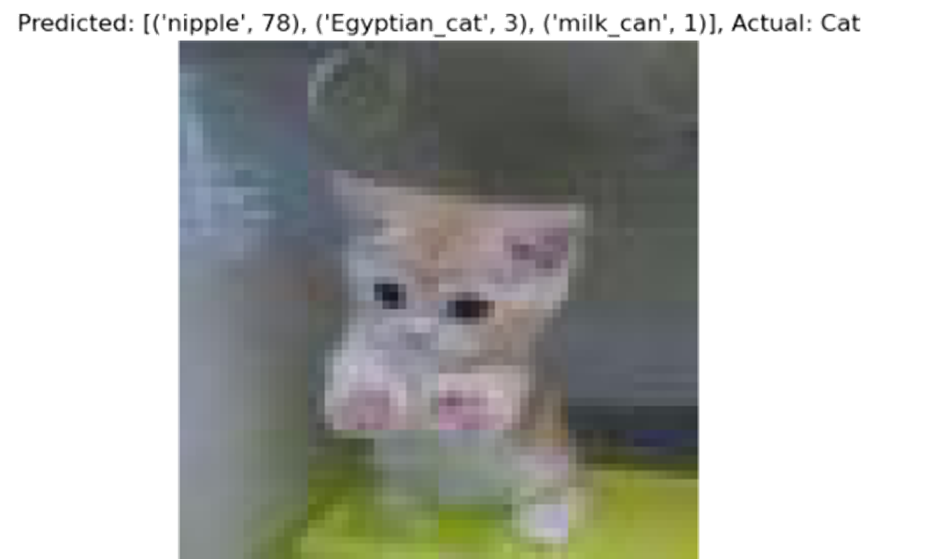 Predicted: [('nipple', 78), ('Egyptian_cat', 3), ('milk_can', 1)], Actual: Cat